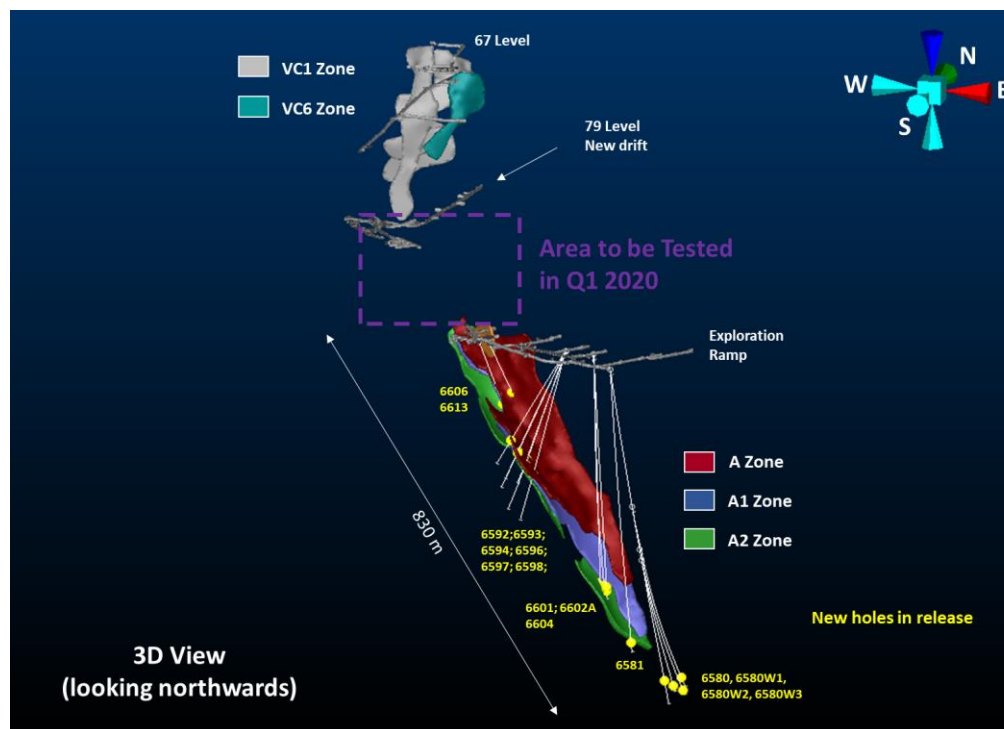 67 Level
VC1 Zone
VC6 Zone
N
W
E
S
79 Level
New drift
Area to be Tested
in Q1 2020
Exploration
Ramp
6606
6613
A Zone
A1 Zone
A2 Zone
830 m
6592;6593;
6594; 6596;
6597; 6598;
6601; 6602A
6604
New holes in release
6581
3D View
(looking northwards)
6580, 6580W1,
6580W2, 6580W3